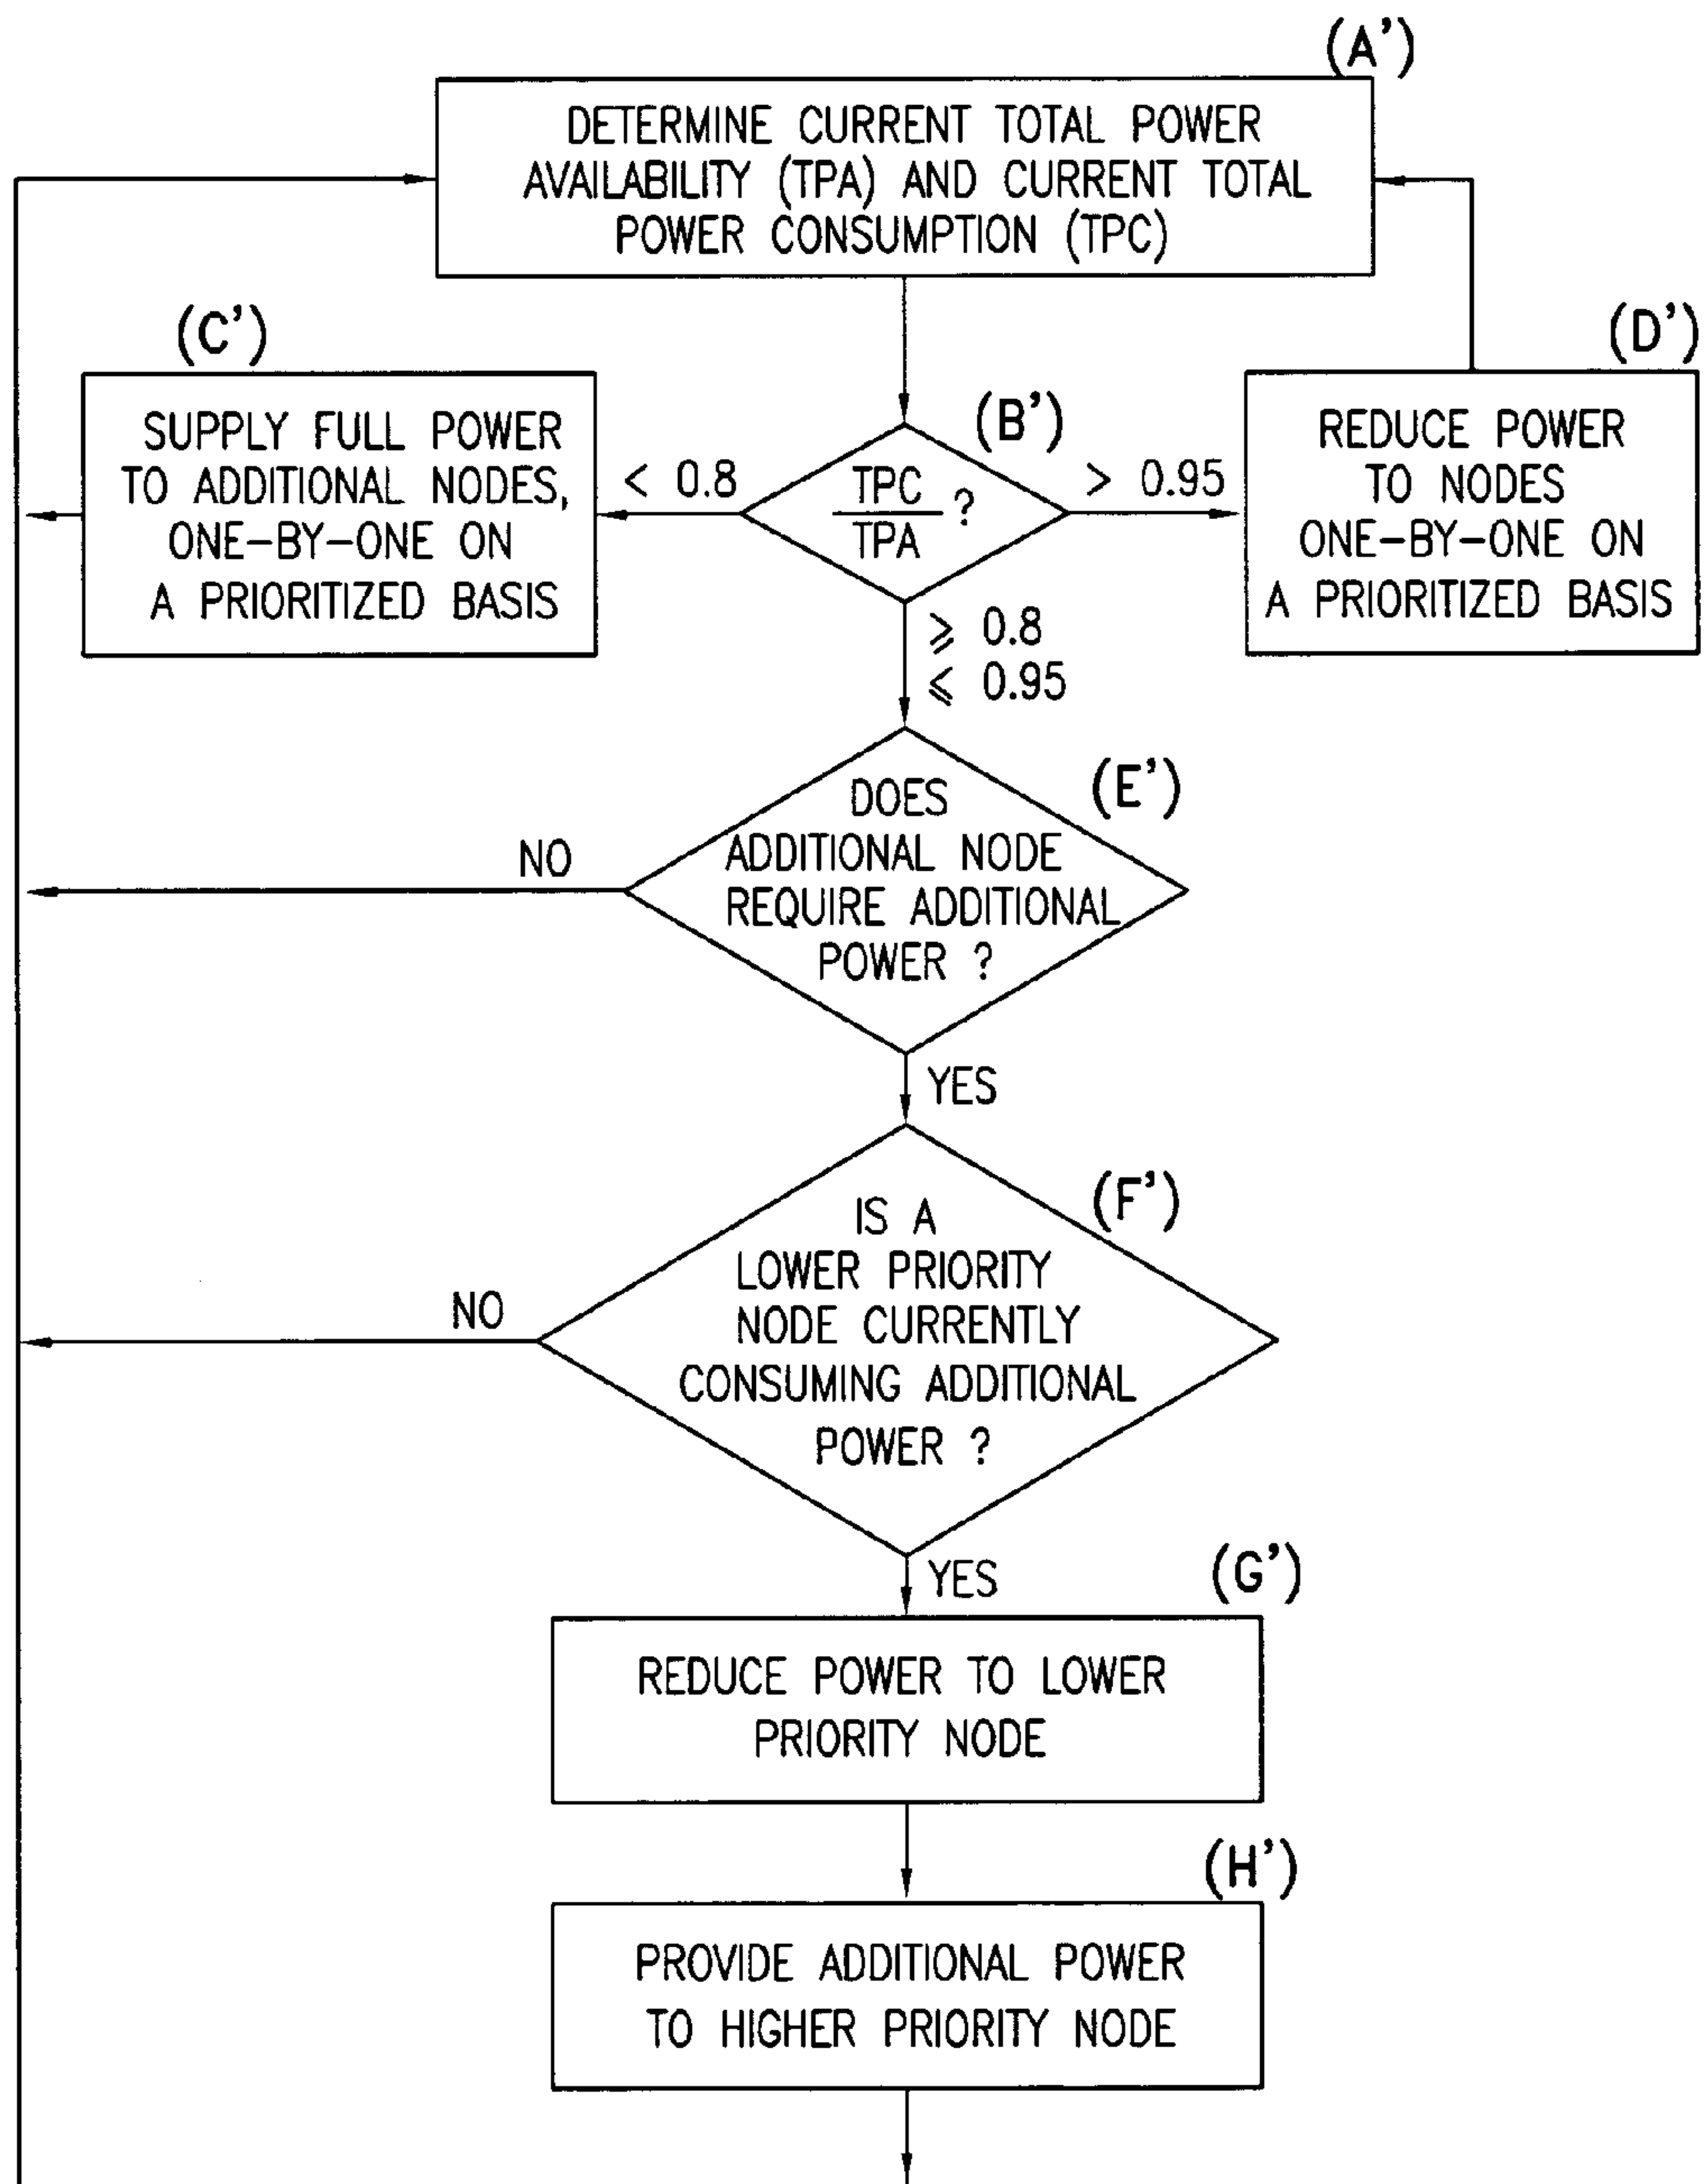 (A')
DETERMINE CURRENT TOTAL POWER
AVAILABILITY (TPA) AND CURRENT TOTAL
POWER CONSUMPTION (TPC)
(C')
SUPPLY FULL POWER
TO ADDITIONAL NODES,
ONE-BY-ONE ON
A PRIORITIZED BASIS
< 0.8
(B')
TPC
TPA
?
> 0.95
(D')
REDUCE POWER
TO NODES
ONE-BY-ONE ON
A PRIORITIZED BASIS
⩾ 0.8
⩽ 0.95
(E')
DOES
ADDITIONAL NODE
REQUIRE ADDITIONAL
POWER ?
NO
YES
(F')
IS A
LOWER PRIORITY
NODE CURRENTLY
CONSUMING ADDITIONAL
POWER ?
NO
YES
(G')
REDUCE POWER TO LOWER
PRIORITY NODE
(H')
PROVIDE ADDITIONAL POWER
TO HIGHER PRIORITY NODE